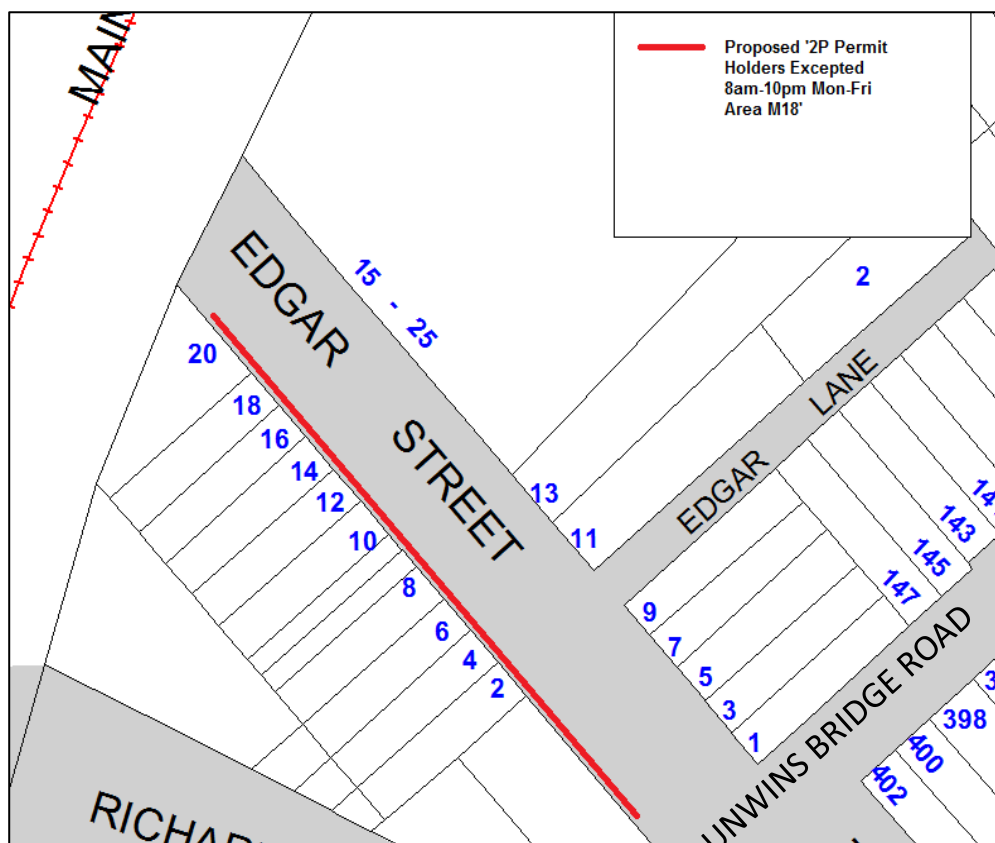 MAIN
Proposed '2P Permit
Holders Excepted
8am-10pm Mon-Fri
Area M18'
EDGAR
STREET
15 - 25
2
EDGAR LANE
20
18
16
14
12
10
8
6
4
2
13
11
9
7
5
3
1
143
145
147
UNWINS BRIDGE ROAD
398
400
402